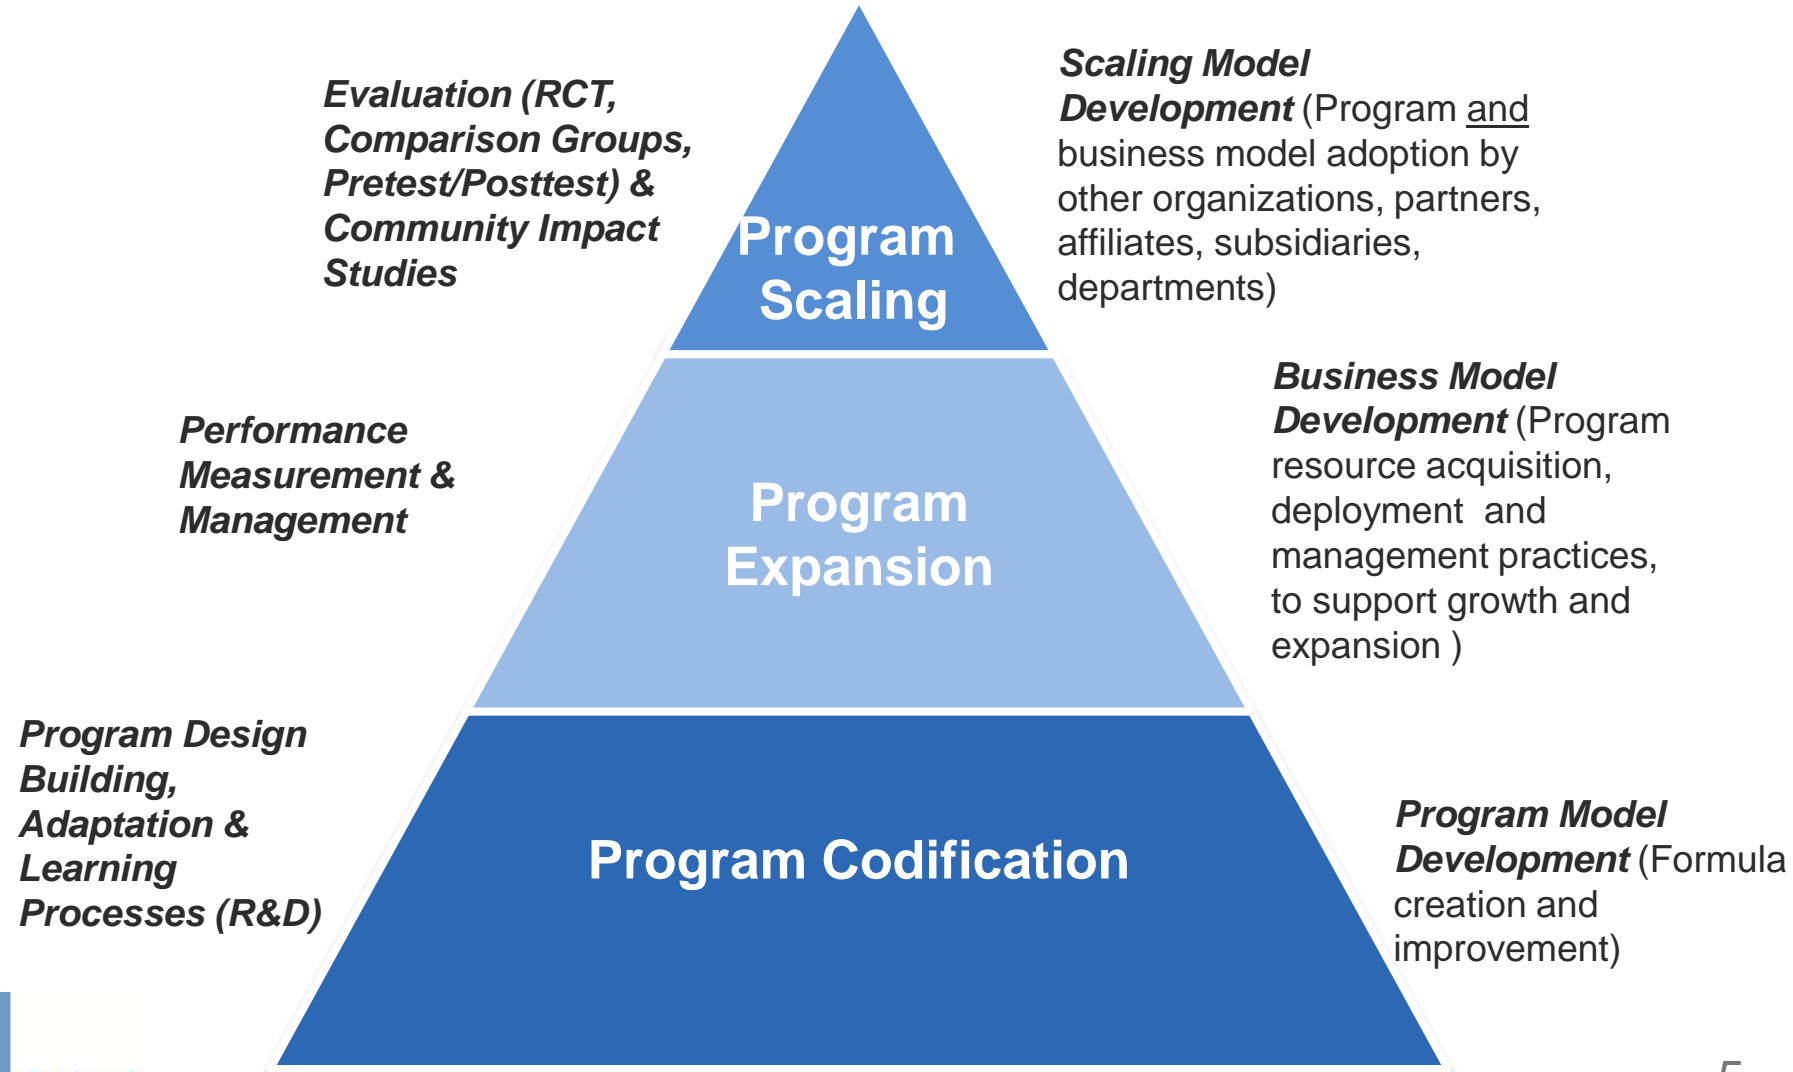 Evaluation (RCT,
Comparison Groups,
Pretest/Posttest) &
Community Impact
Studies
Program
Scaling
Scaling Model
Development (Program and
business model adoption by
other organizations, partners,
affiliates, subsidiaries,
departments)
Performance
Measurement &
Management
Program
Expansion
Business Model
Development (Program
resource acquisition,
deployment  and
management practices,
to support growth and
expansion )
Program Design
Building,
Adaptation &
Learning
Processes (R&D)
Program Codification
Program Model
Development (Formula
creation and
improvement)